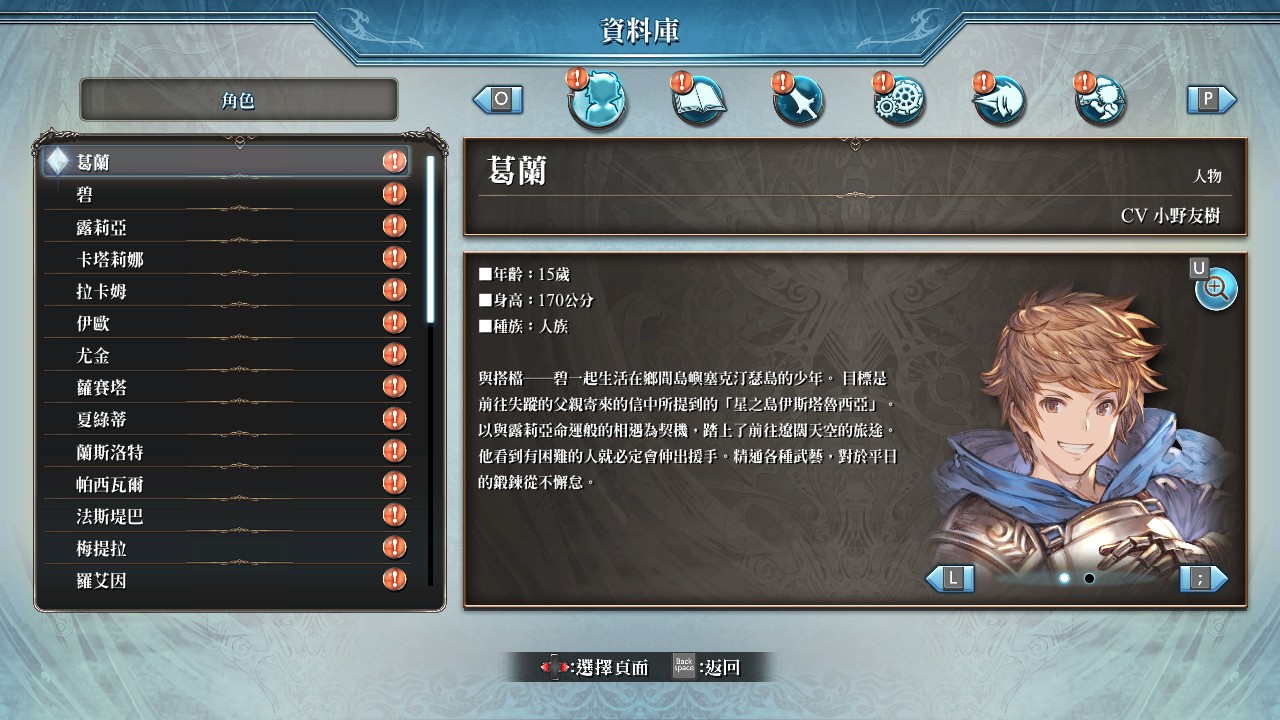 資料庫
角色
O
P
葛蘭
碧
露莉亞
卡塔莉娜
拉卡姆
伊歐
尤金
蘿賽塔
夏綠蒂
蘭斯洛特
帕西瓦爾
法斯堤巴
梅提拉
羅艾因
葛蘭
人物
CV 小野友樹
■年齡：15歲
■身高：170公分
■種族：人族
與搭檔——碧一起生活在鄉間島嶼塞克汀瑟島的少年。目標是
前往失蹤的父親寄來的信中所提到的「星之島伊斯塔魯西亞」。
以與露莉亞命運般的相遇為契機，踏上了前往遼闊天空的旅途。
他看到有困難的人就必定會伸出援手。精通各種武藝，對於平日
的鍛鍊從不懈怠。
U
L
;
:選擇頁面
Back space :返回